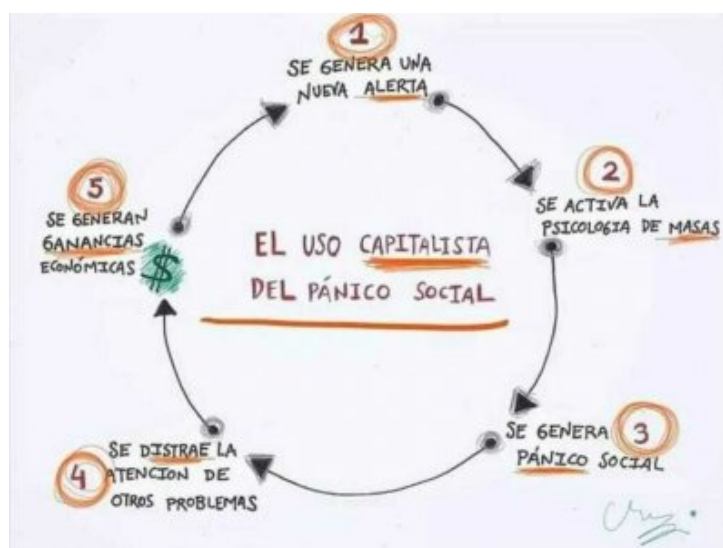 1
SE GENERA UNA
NUEVA ALERTA
2
SE ACTIVA LA
PSICOLOGIA DE MASAS
3
SE GENERA
PÁNICO SOCIAL
4
SE DISTRAE LA
ATENCION DE
OTROS PROBLEMAS
5
SE GENERAN
GANANCIAS
ECONÓMICAS
$
EL USO CAPITALISTA
DEL PÁNICO SOCIAL